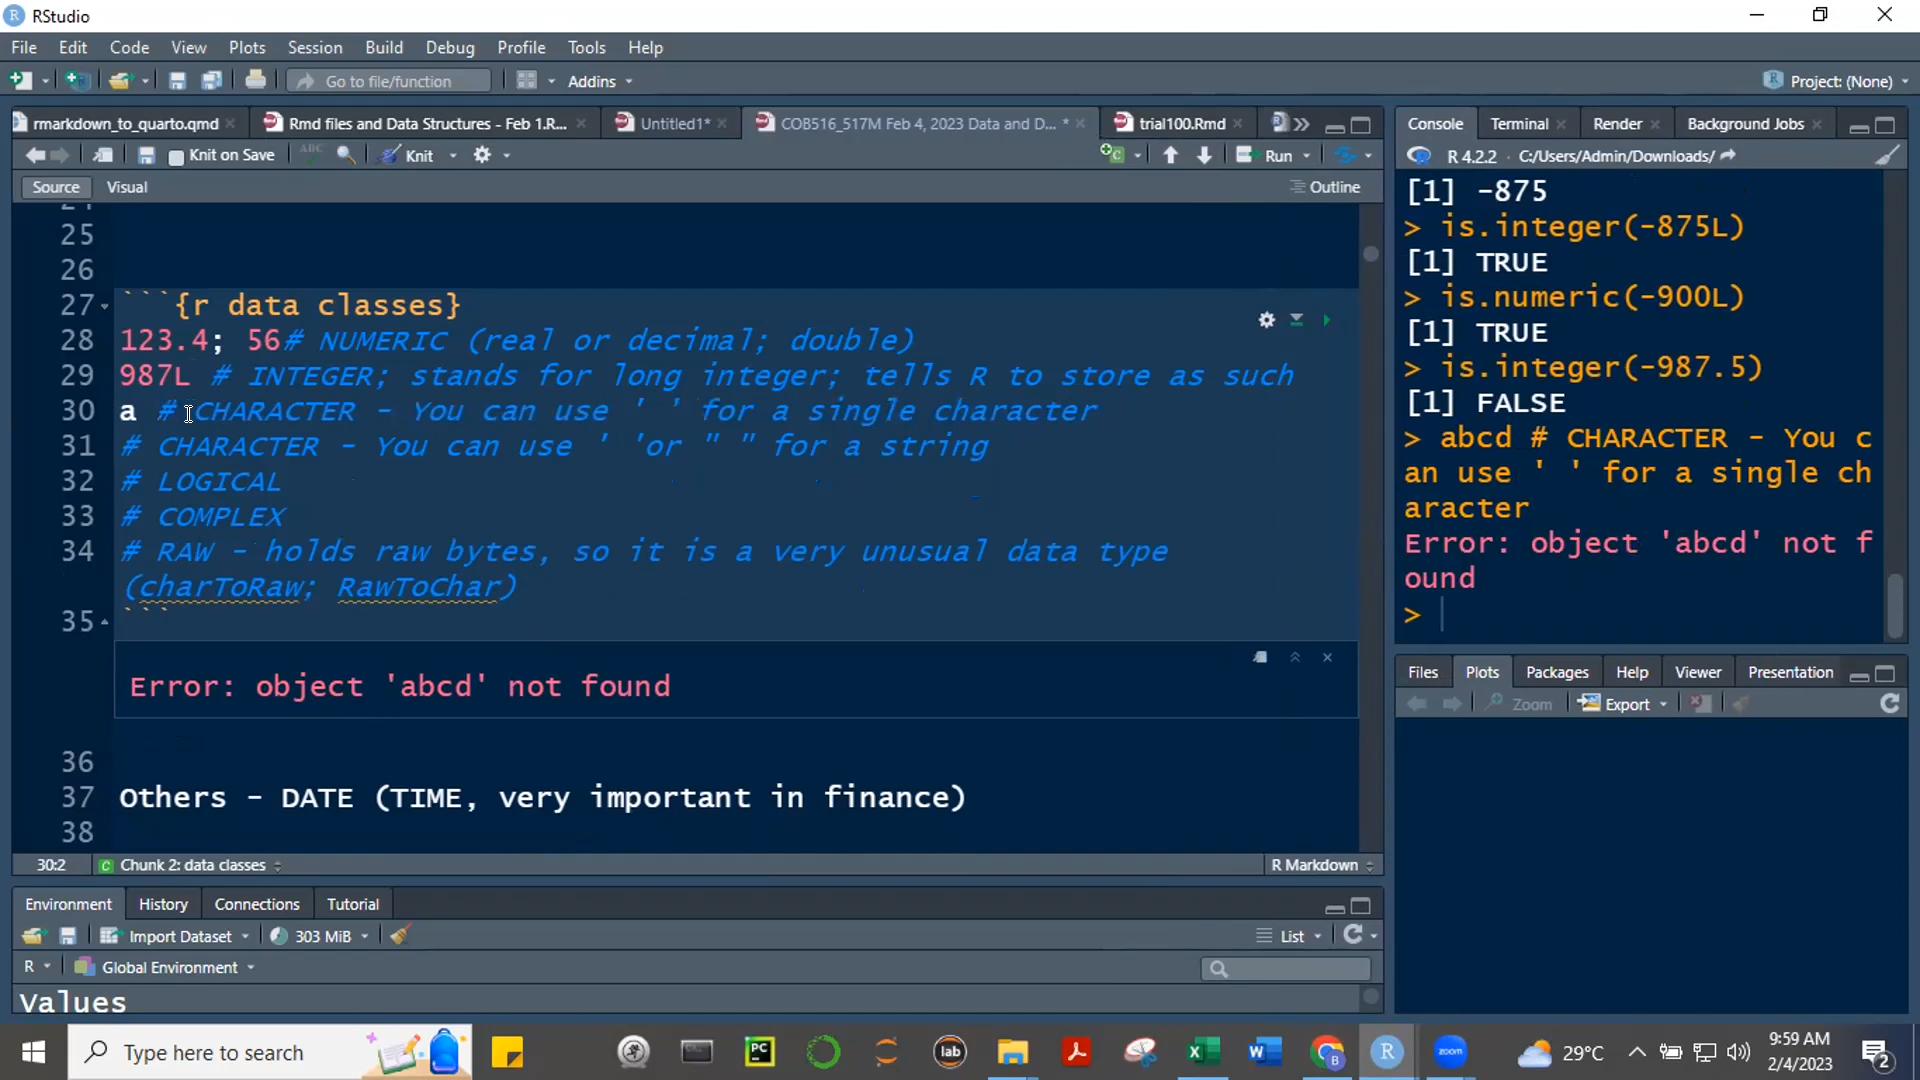 RStudio
File Edit Code View Plots Session Build Debug Profile Tools Help
Go to file/function Addins Project: (None)
rmarkdown_to_quarto.qmd Rmd files and Data Structures - Feb 1.R... Untitled1* COB516_517M Feb 4, 2023 Data and D... * trial100.Rmd
Knit on Save ABC Knit Run
Source Visual Outline
24
25
26
27 ```{r data classes}
28 123.4; 56# NUMERIC (real or decimal; double)
29 987L # INTEGER; stands for long integer; tells R to store as such
30 a # CHARACTER - You can use ' ' for a single character
31 # CHARACTER - You can use ' 'or " " for a string
32 # LOGICAL
33 # COMPLEX
34 # RAW - holds raw bytes, so it is a very unusual data type
(charToRaw; RawToChar)
35 ```
Error: object 'abcd' not found
36
37 Others - DATE (TIME, very important in finance)
38
30:2 C Chunk 2: data classes R Markdown
Environment History Connections Tutorial
Import Dataset 303 MiB List
R Global Environment
Values
Console Terminal Render Background Jobs
R 4.2.2 · C:/Users/Admin/Downloads/
[1] -875
> is.integer(-875L)
[1] TRUE
> is.numeric(-900L)
[1] TRUE
> is.integer(-987.5)
[1] FALSE
> abcd # CHARACTER - You c
an use ' ' for a single ch
aracter
Error: object 'abcd' not f
ound
>
Files Plots Packages Help Viewer Presentation
Zoom Export
Type here to search PC lab X W B R zoom 29°C 9:59 AM
2/4/2023 2